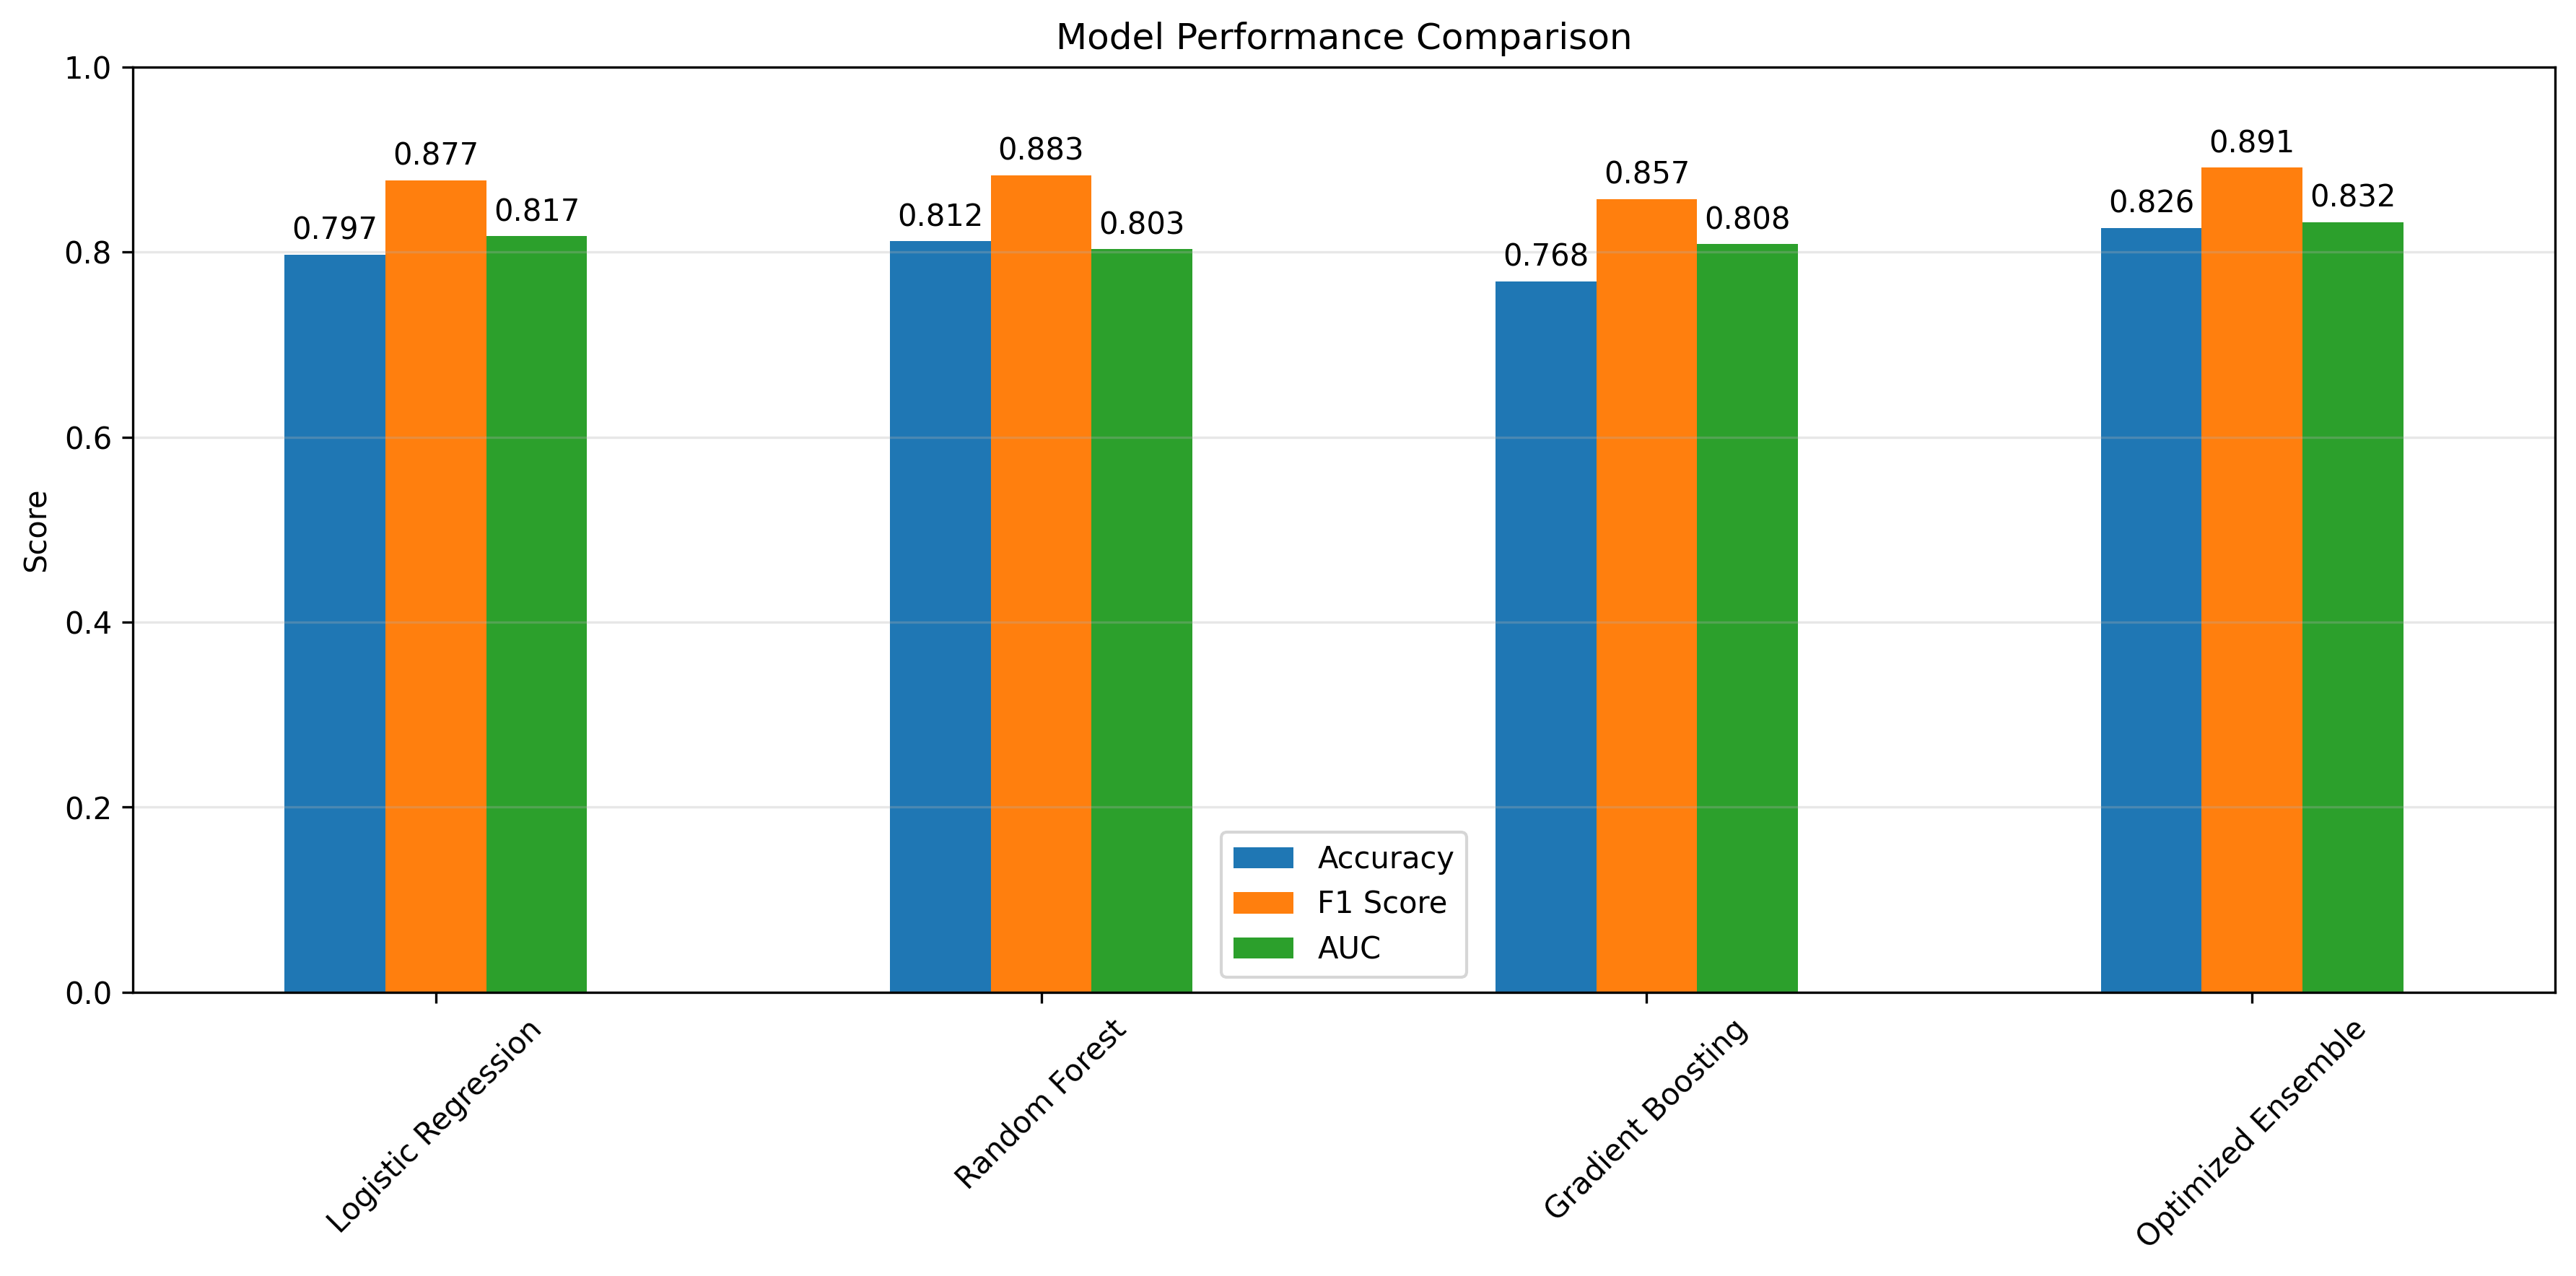 Model Performance Comparison
1.0
0.8
0.6
0.4
0.2
0.0
Score
0.797
0.877
0.817
0.812
0.883
0.803
0.768
0.857
0.808
0.826
0.891
0.832
Accuracy
F1 Score
AUC
Logistic Regression
Random Forest
Gradient Boosting
Optimized Ensemble